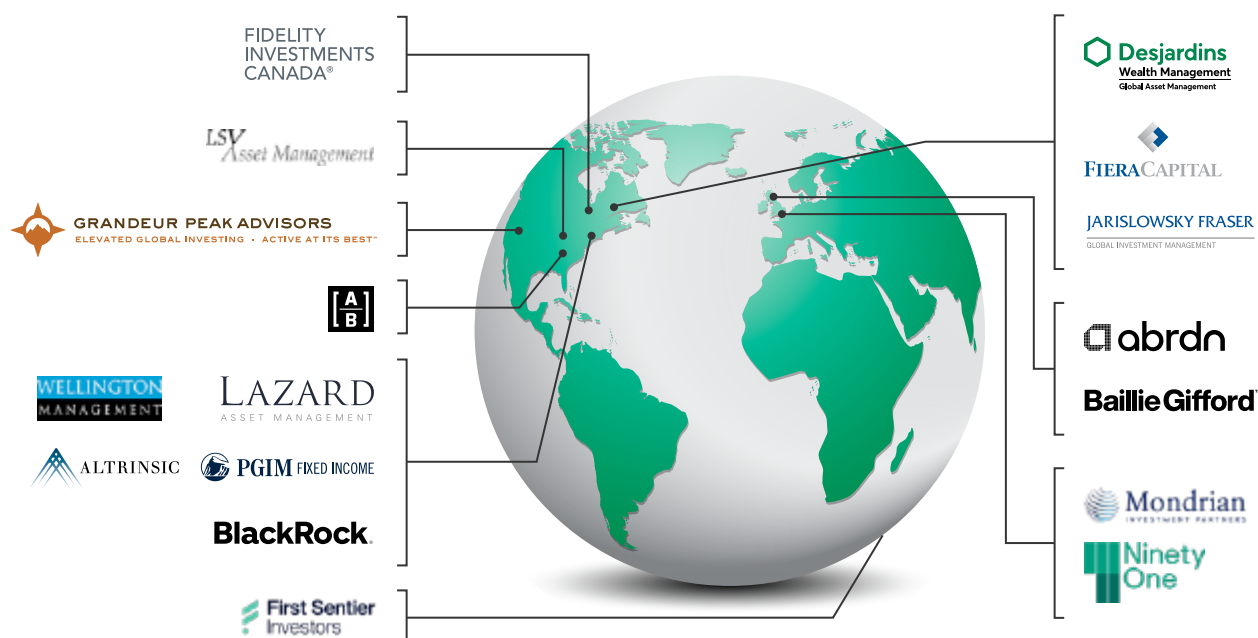 FIDELITY
INVESTMENTS
CANADA®
LSV
Asset Management
GRANDEUR PEAK ADVISORS
ELEVATED GLOBAL INVESTING • ACTIVE AT ITS BEST™
[A
B]
WELLINGTON
MANAGEMENT
LAZARD
ASSET MANAGEMENT
ALTRINSIC
PGIM FIXED INCOME
BlackRock.
First Sentier
Investors
Desjardins
Wealth Management
Global Asset Management
FIERACAPITAL
JARISLOWSKY FRASER
GLOBAL INVESTMENT MANAGEMENT
abrdn
Baillie Gifford
Mondrian
INVESTMENT PARTNERS
Ninety
One